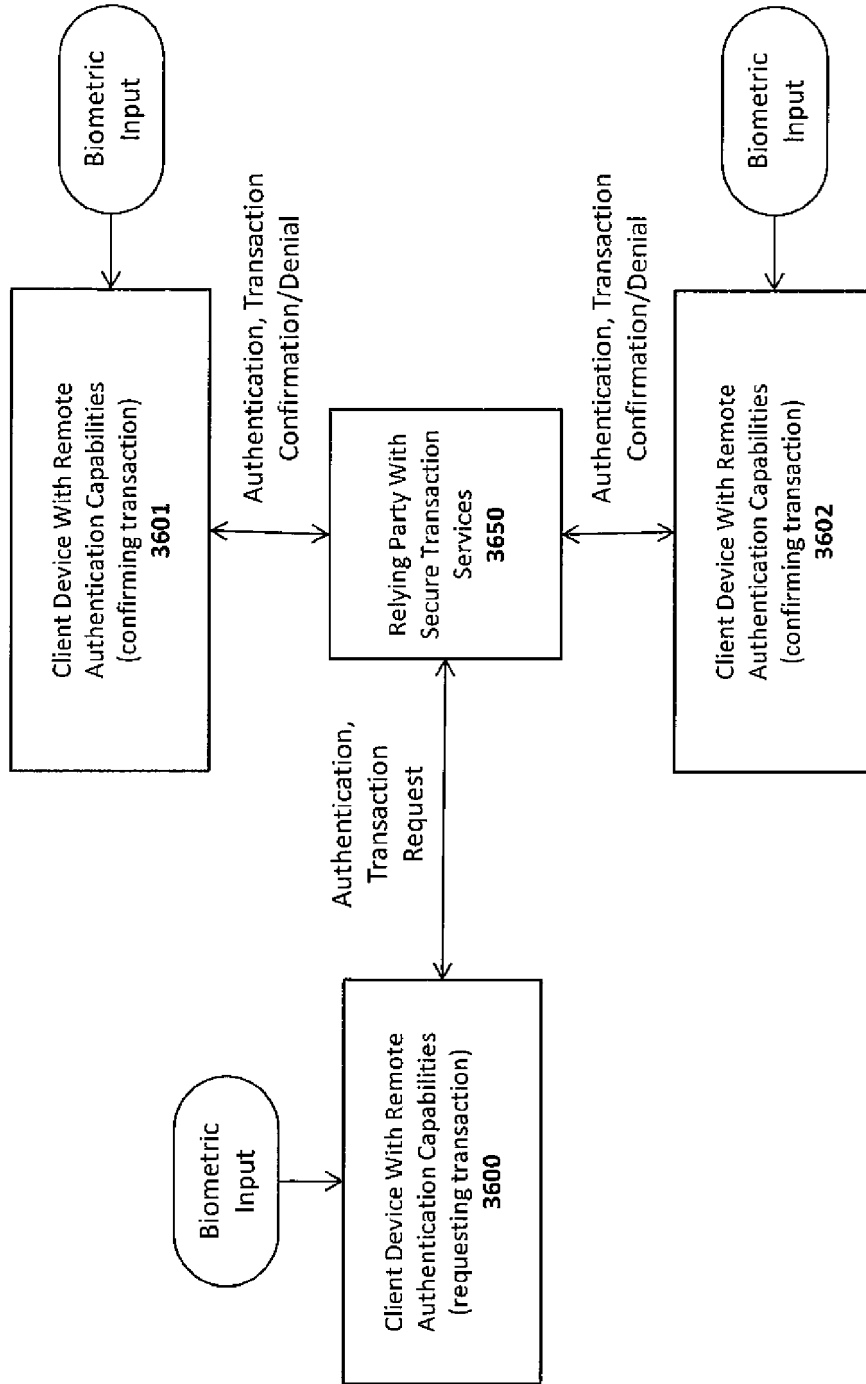 Biometric
Input
Client Device With Remote
Authentication Capabilities
(requesting transaction)
3600
Authentication,
Transaction
Request
Relying Party With
Secure Transaction
Services
3650
Client Device With Remote
Authentication Capabilities
(confirming transaction)
3601
Biometric
Input
Authentication, Transaction
Confirmation/Denial
Authentication, Transaction
Confirmation/Denial
Client Device With Remote
Authentication Capabilities
(confirming transaction)
3602
Biometric
Input